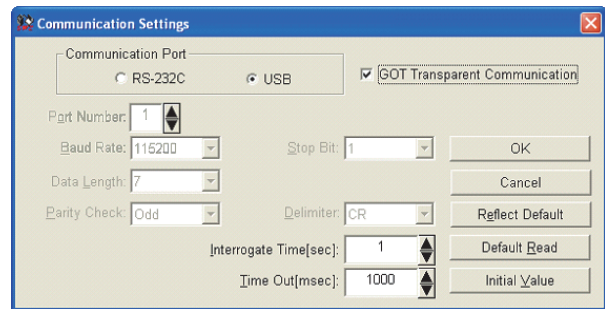 Communication Settings
Communication Port
RS-232C USB
GOT Transparent Communication
Port Number: 1
Baud Rate: 115200 Stop Bit: 1 OK
Data Length: 7 Cancel
Parity Check: Odd Delimiter: CR Reflect Default
Interrogate Time[sec]: 1 Default Read
Time Out[msec]: 1000 Initial Value